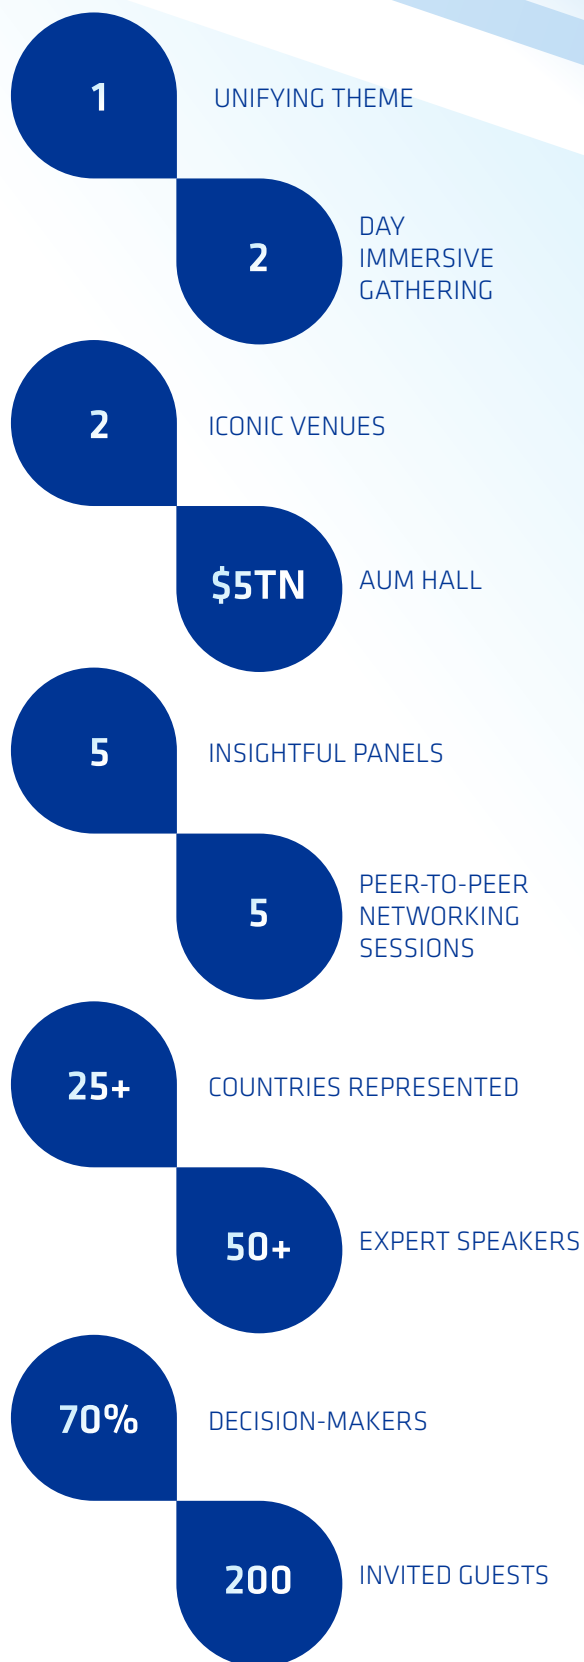 1
UNIFYING THEME
2
DAY
IMMERSIVE
GATHERING
2
ICONIC VENUES
$5TN
AUM HALL
5
INSIGHTFUL PANELS
5
PEER-TO-PEER
NETWORKING
SESSIONS
25+
COUNTRIES REPRESENTED
50+
EXPERT SPEAKERS
70%
DECISION-MAKERS
200
INVITED GUESTS